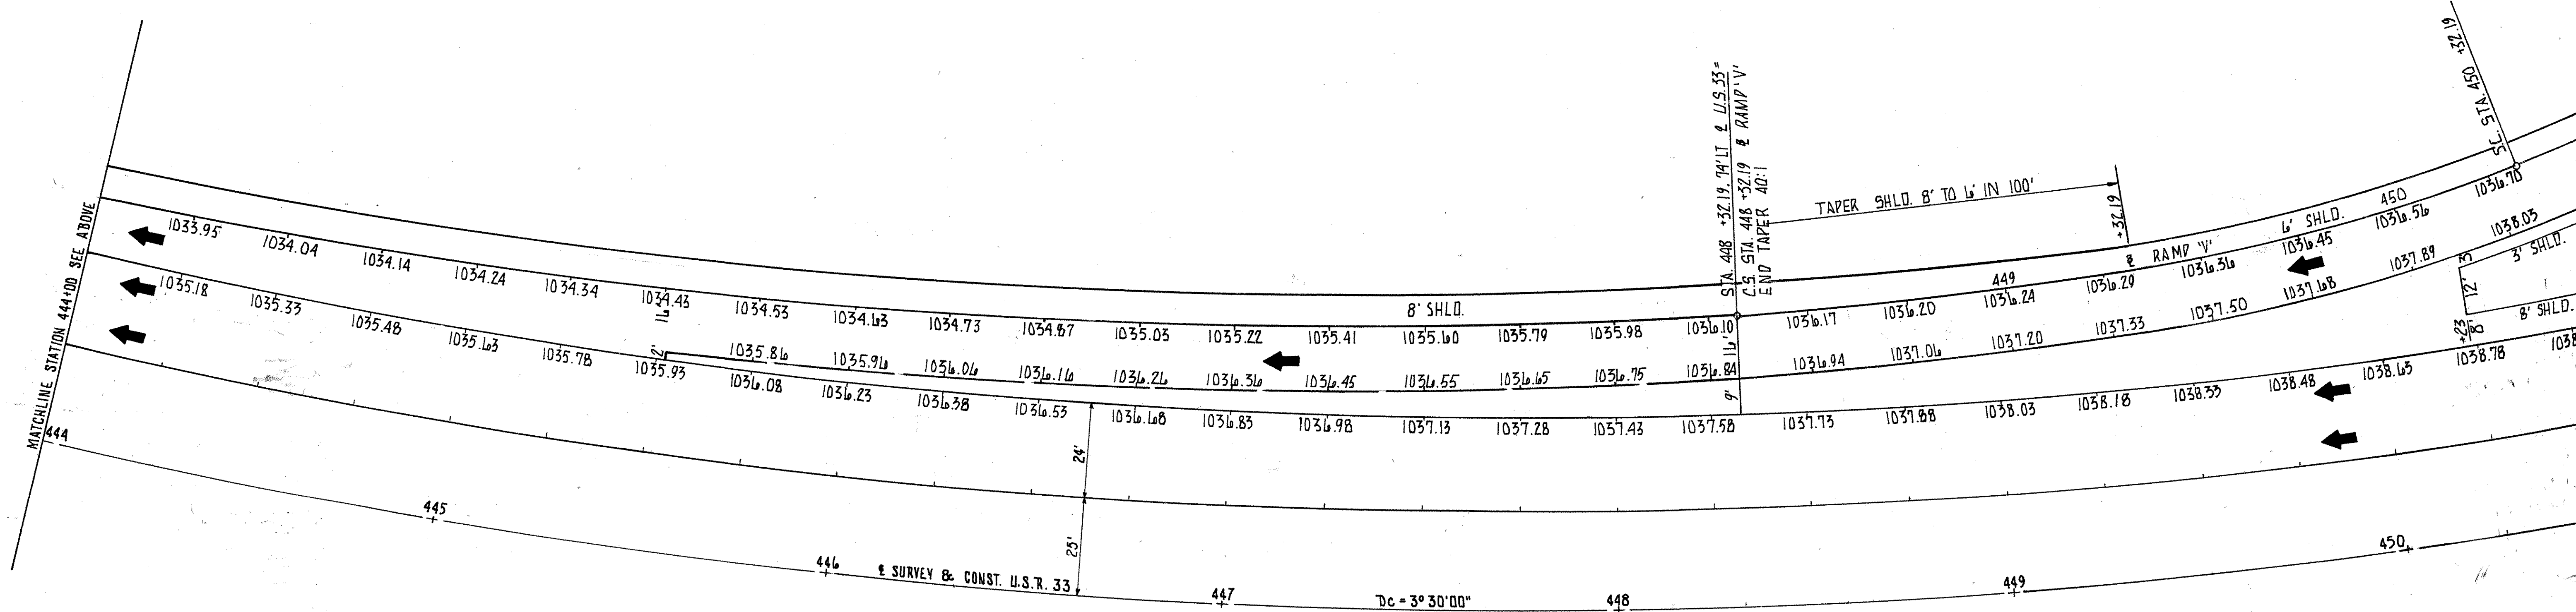 MATCHLINE STATION 444+00 SEE ABOVE
1033.95 1034.04 1034.14 1034.24 1034.34 1034.43 1034.53 1034.63 1034.73 1034.87 1035.03 1035.22 1035.41 1035.60 1035.79 1035.98 1036.10 1036.17 1036.20 1036.24 1036.29 1036.36 1036.45 1036.56 1036.70
8' SHLD.
STA. 448 +32.19, 74' LT ℄ U.S. 33 =
C.S. STA. 448 +32.19 ℄ RAMP 'V'
END TAPER 40:1
TAPER SHLD. 8' TO 6' IN 100'
+32.19
449
℄ RAMP 'V'
6' SHLD.
450
S.C. STA. 450 +32.19
16'
2'
1035.86 1035.96 1036.06 1036.16 1036.26 1036.36 1036.45 1036.55 1036.65 1036.75 1036.84 1036.94 1037.06 1037.20 1037.33 1037.50 1037.68 1037.89 1038.03
16'
9'
3'
12'
3' SHLD.
8' SHLD.
+23
8'
1035.18 1035.33 1035.48 1035.63 1035.78 1035.93 1036.08 1036.23 1036.38 1036.53 1036.68 1036.83 1036.98 1037.13 1037.28 1037.43 1037.58 1037.73 1037.88 1038.03 1038.18 1038.33 1038.48 1038.63 1038.78 1038
24'
25'
444 445 446
℄ SURVEY & CONST. U.S.R. 33
447
Dc = 3° 30' 00"
448 449 450